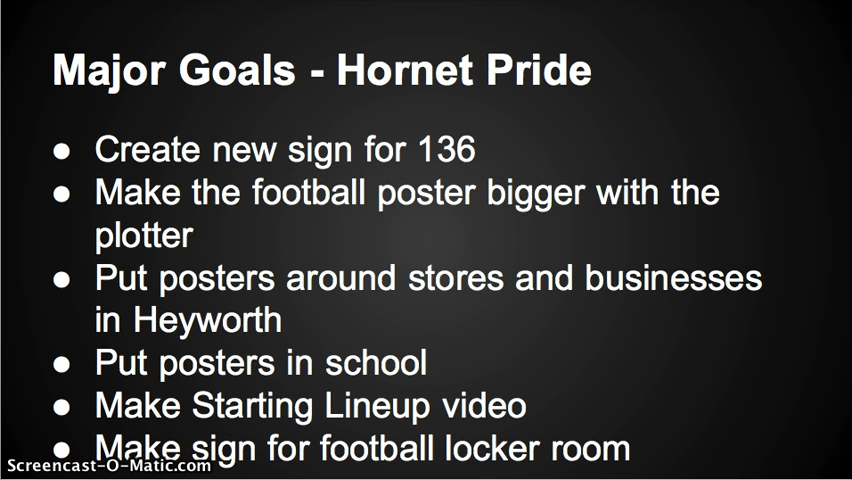 Major Goals - Hornet Pride
● Create new sign for 136
● Make the football poster bigger with the
plotter
● Put posters around stores and businesses
in Heyworth
● Put posters in school
● Make Starting Lineup video
● Make sign for football locker room
Screencast-O-Matic.com